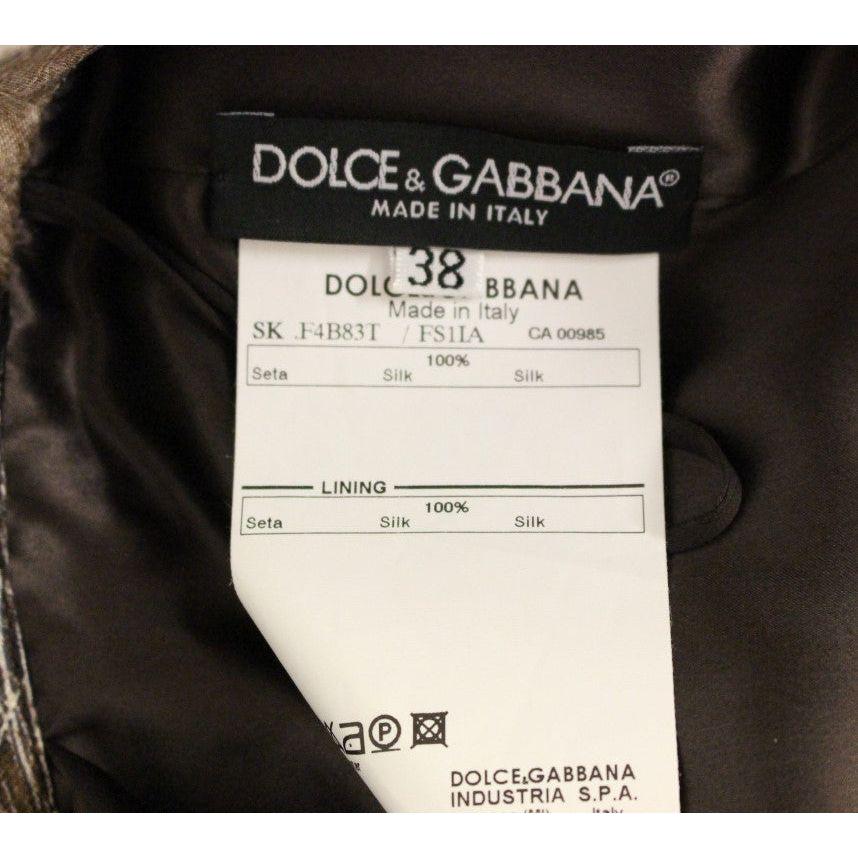 DOLCE & GABBANA®
MADE IN ITALY
38
DOLCE&GABBANA
Made in Italy
SK .F4B83T / FS1IA CA 00985
100%
Seta Silk Silk
LINING
100%
Seta Silk Silk
a P
DOLCE&GABBANA
INDUSTRIA S.P.A.
Italy